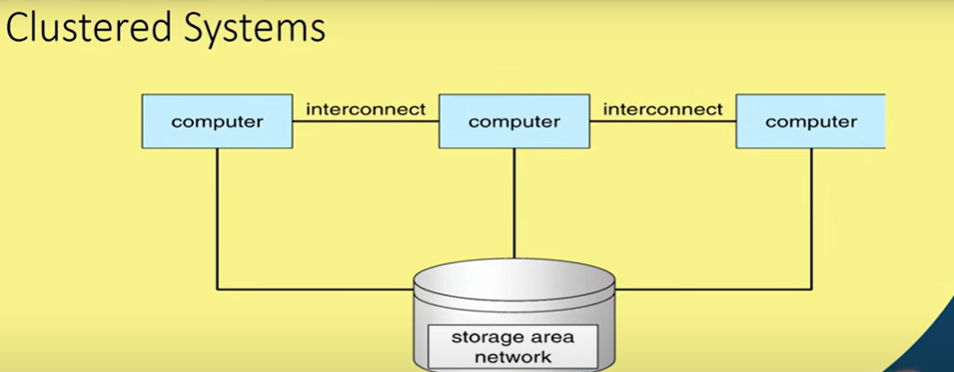 Clustered Systems
interconnect
interconnect
computer
computer
computer
storage area
network